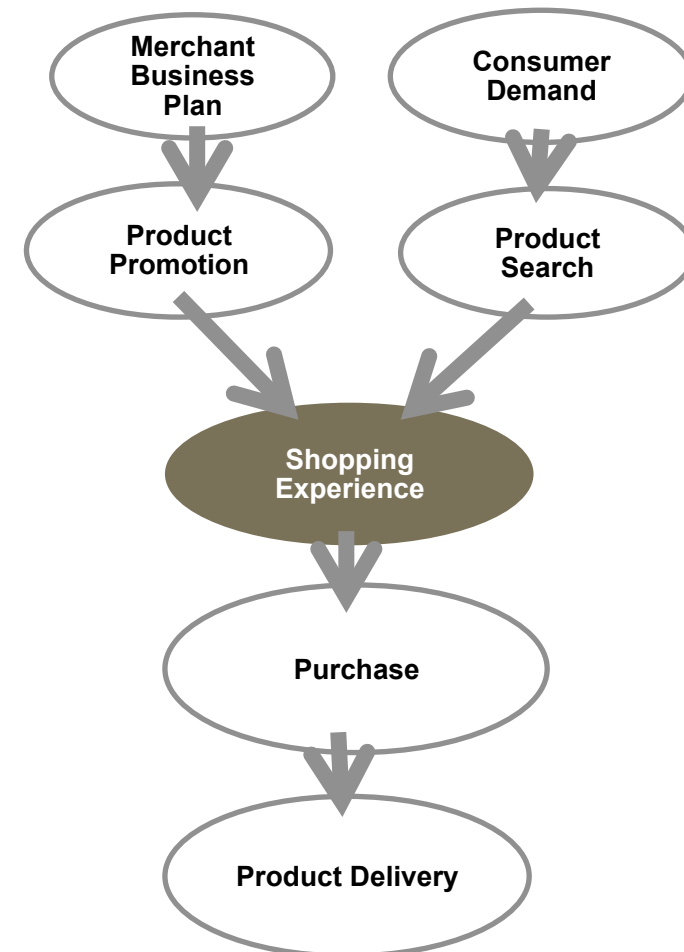 Merchant
Business
Plan
Consumer
Demand
Product
Promotion
Product
Search
Shopping
Experience
Purchase
Product Delivery